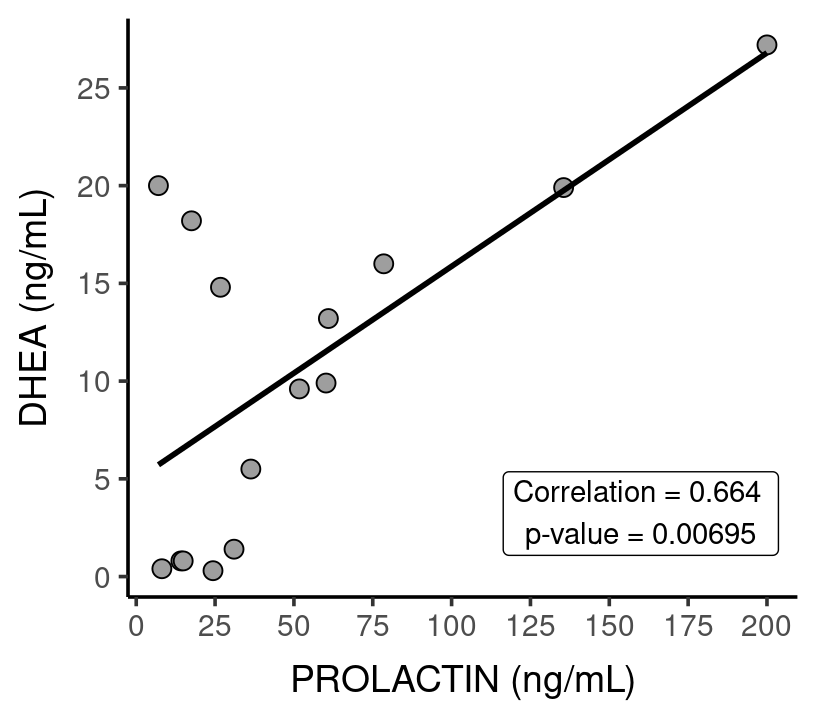 25
20
15
10
5
0
DHEA (ng/mL)
Correlation = 0.664
p-value = 0.00695
0 25 50 75 100 125 150 175 200
PROLACTIN (ng/mL)